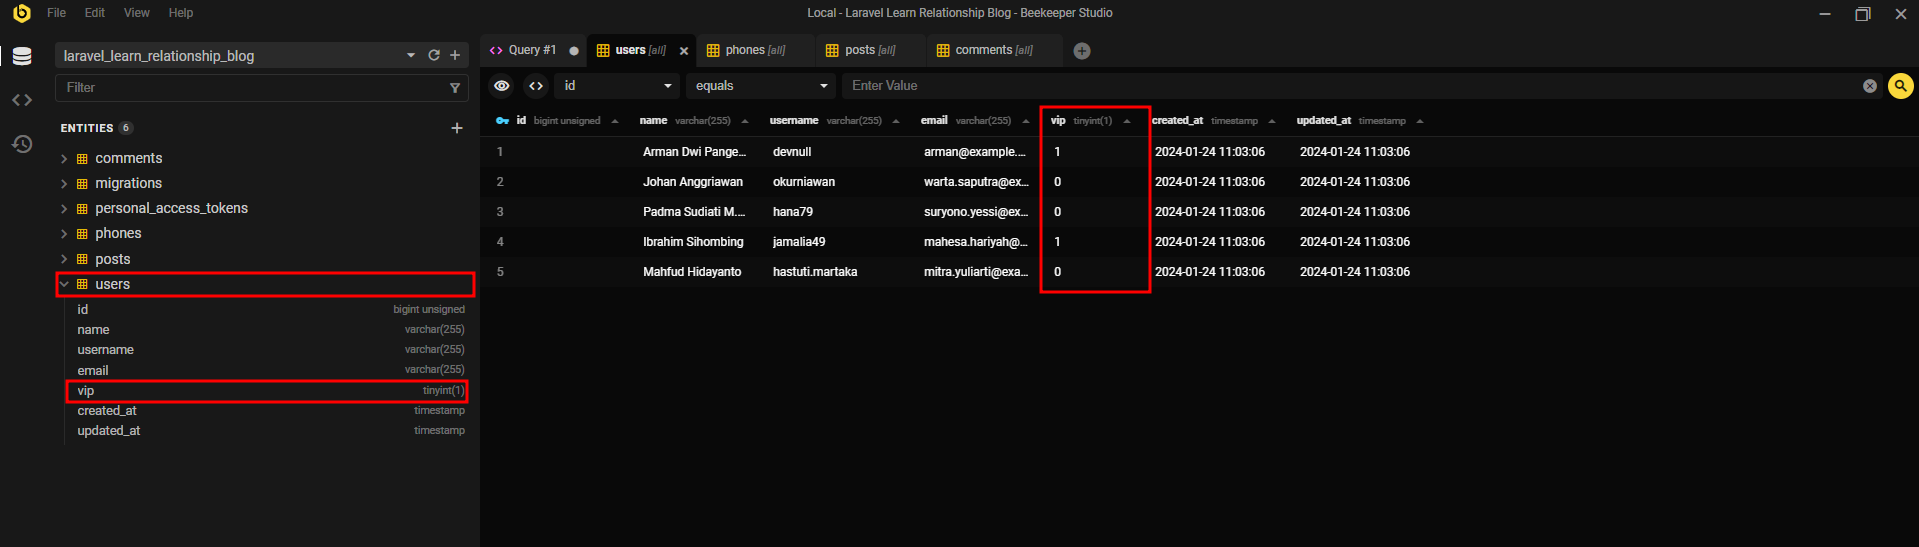 File Edit View Help Local - Laravel Learn Relationship Blog - Beekeeper Studio
laravel_learn_relationship_blog
Filter
ENTITIES 6
comments
migrations
personal_access_tokens
phones
posts
users
id bigint unsigned
name varchar(255)
username varchar(255)
email varchar(255)
vip tinyint(1)
created_at timestamp
updated_at timestamp
Query #1 users [all] phones [all] posts [all] comments [all]
id equals Enter Value
id bigint unsigned name varchar(255) username varchar(255) email varchar(255) vip tinyint(1) created_at timestamp updated_at timestamp
1 Arman Dwi Pange... devnull arman@example.... 1 2024-01-24 11:03:06 2024-01-24 11:03:06
2 Johan Anggriawan okurniawan warta.saputra@ex... 0 2024-01-24 11:03:06 2024-01-24 11:03:06
3 Padma Sudiati M.... hana79 suryono.yessi@ex... 0 2024-01-24 11:03:06 2024-01-24 11:03:06
4 Ibrahim Sihombing jamalia49 mahesa.hariyah@... 1 2024-01-24 11:03:06 2024-01-24 11:03:06
5 Mahfud Hidayanto hastuti.martaka mitra.yuliarti@exa... 0 2024-01-24 11:03:06 2024-01-24 11:03:06